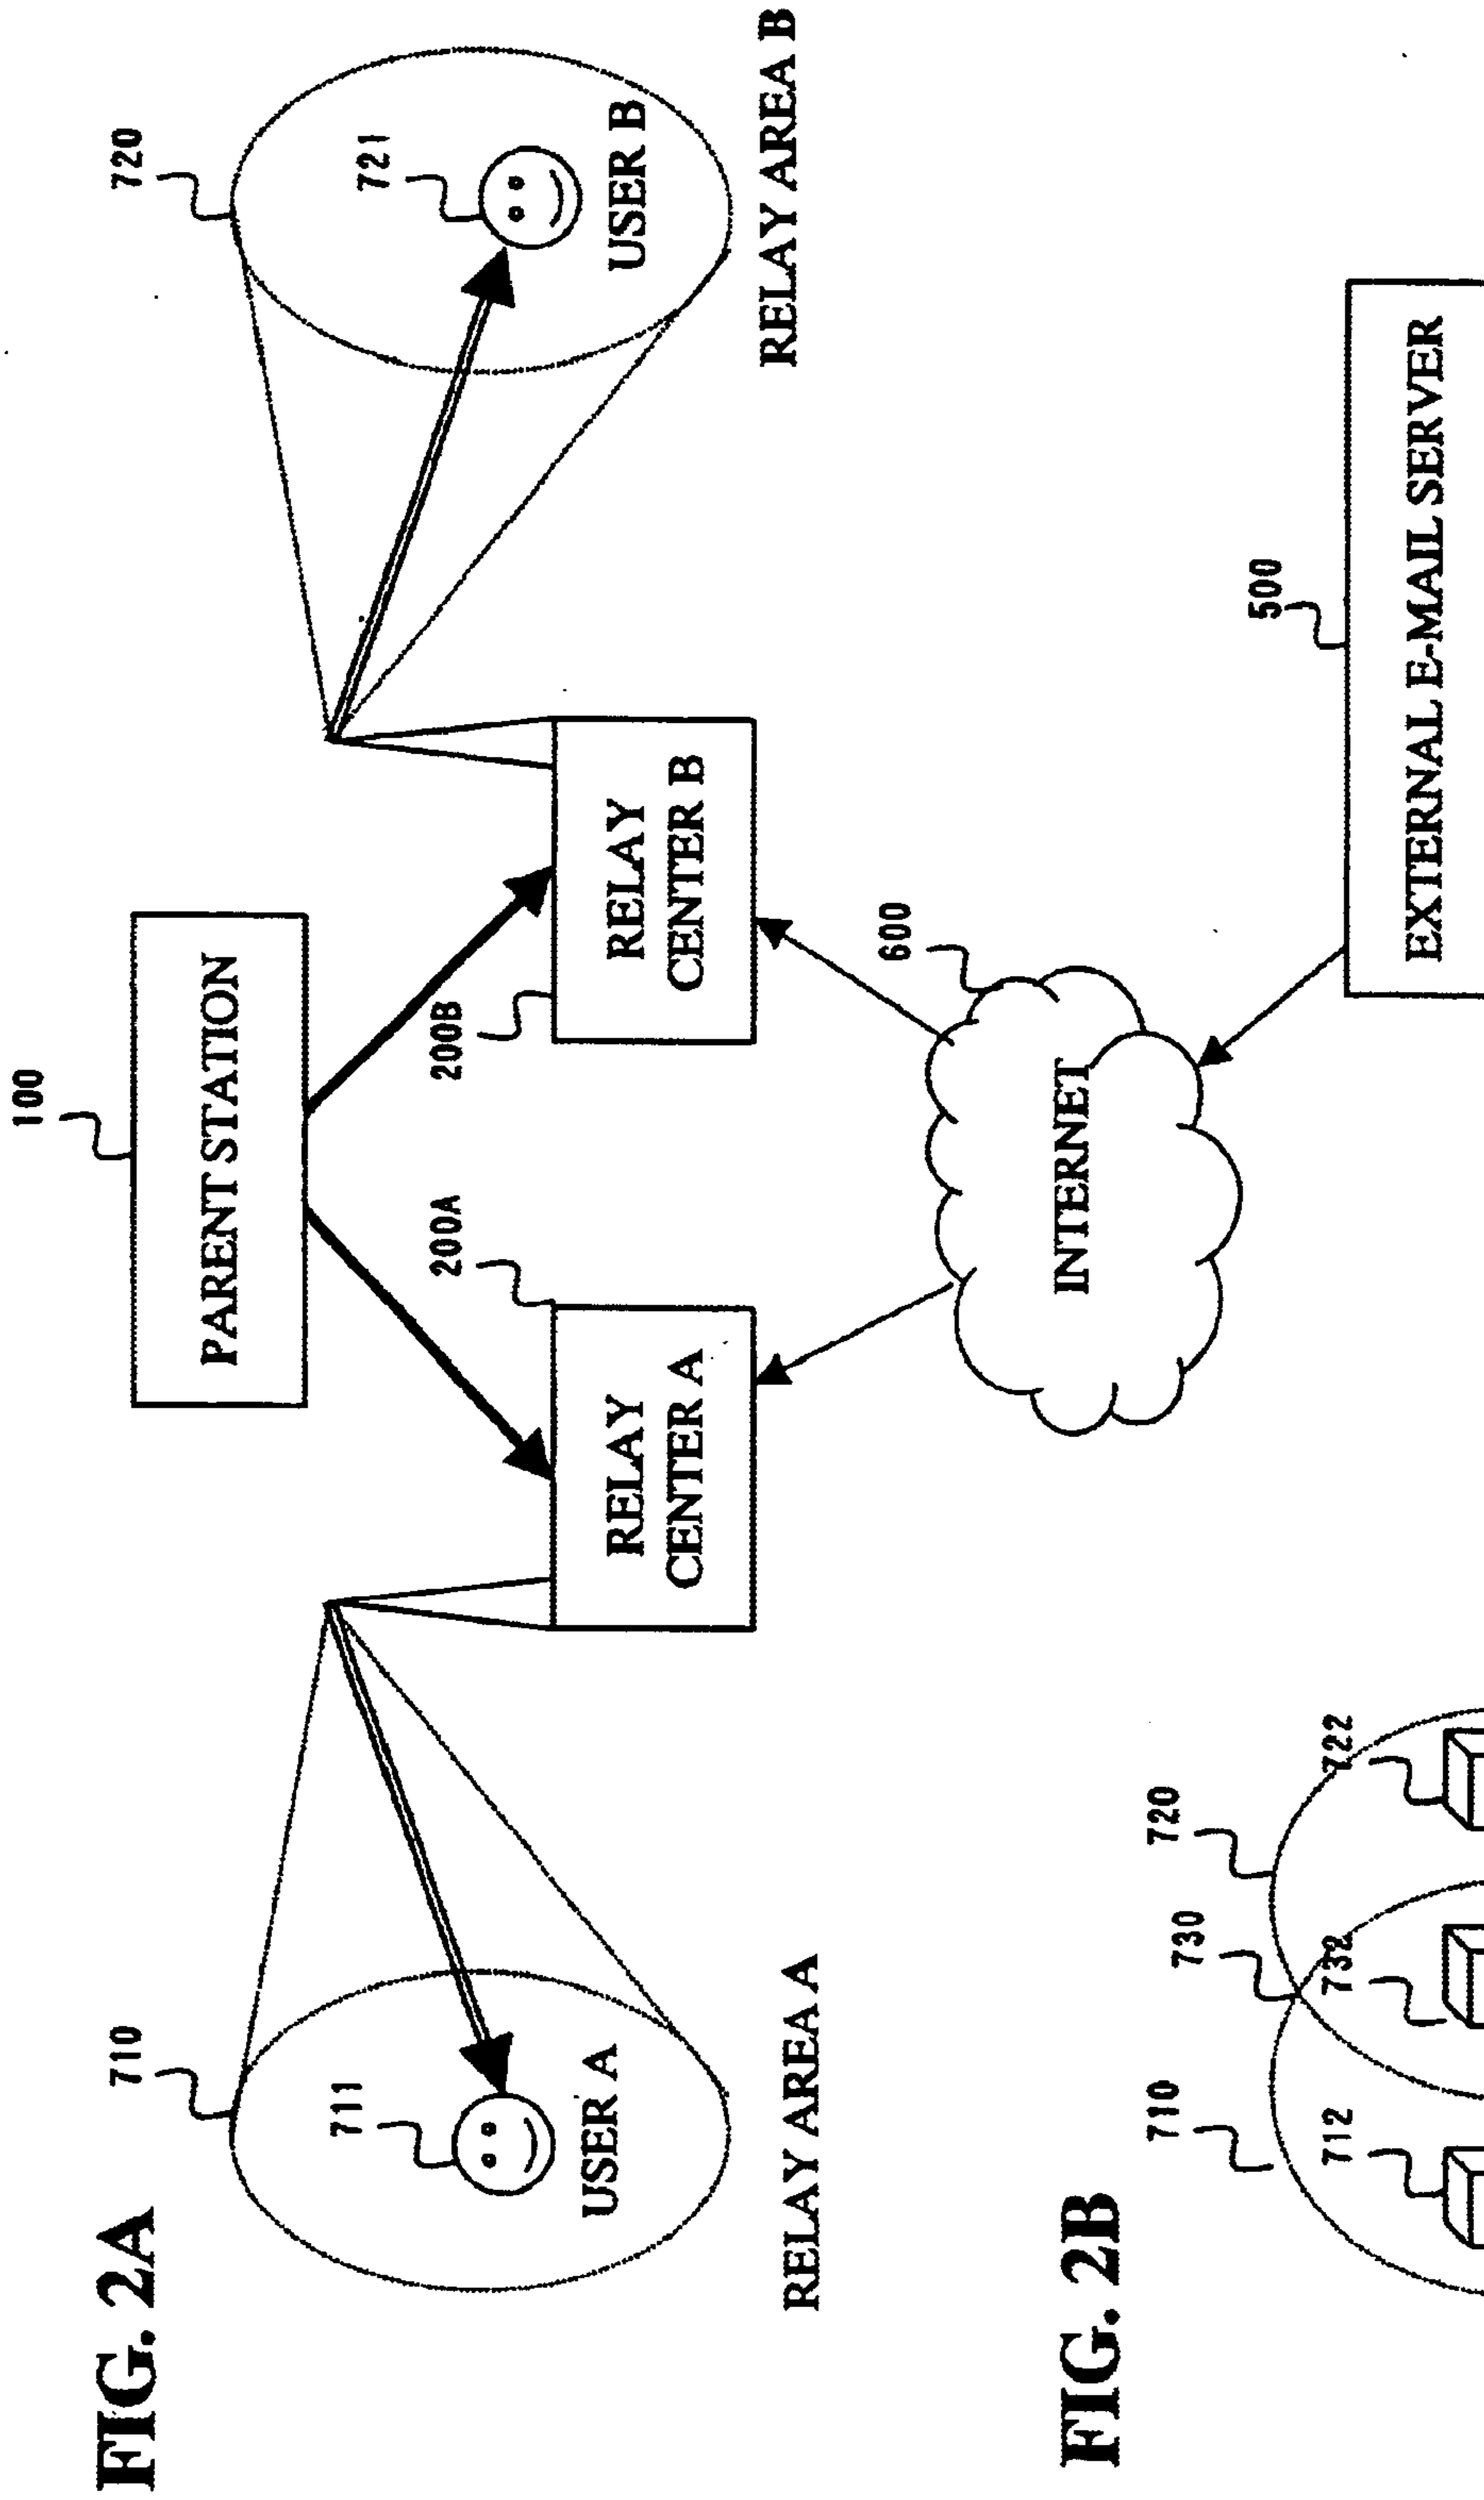 FIG. 2A
100
PARENT STATION
710
720
711
721
USER A
USER B
200A
200B
RELAY
CENTER A
RELAY
CENTER B
RELAY AREA A
RELAY AREA B
600
INTERNET
500
EXTERNAL E-MAIL SERVER
FIG. 2B
710
730
720
712
732
722